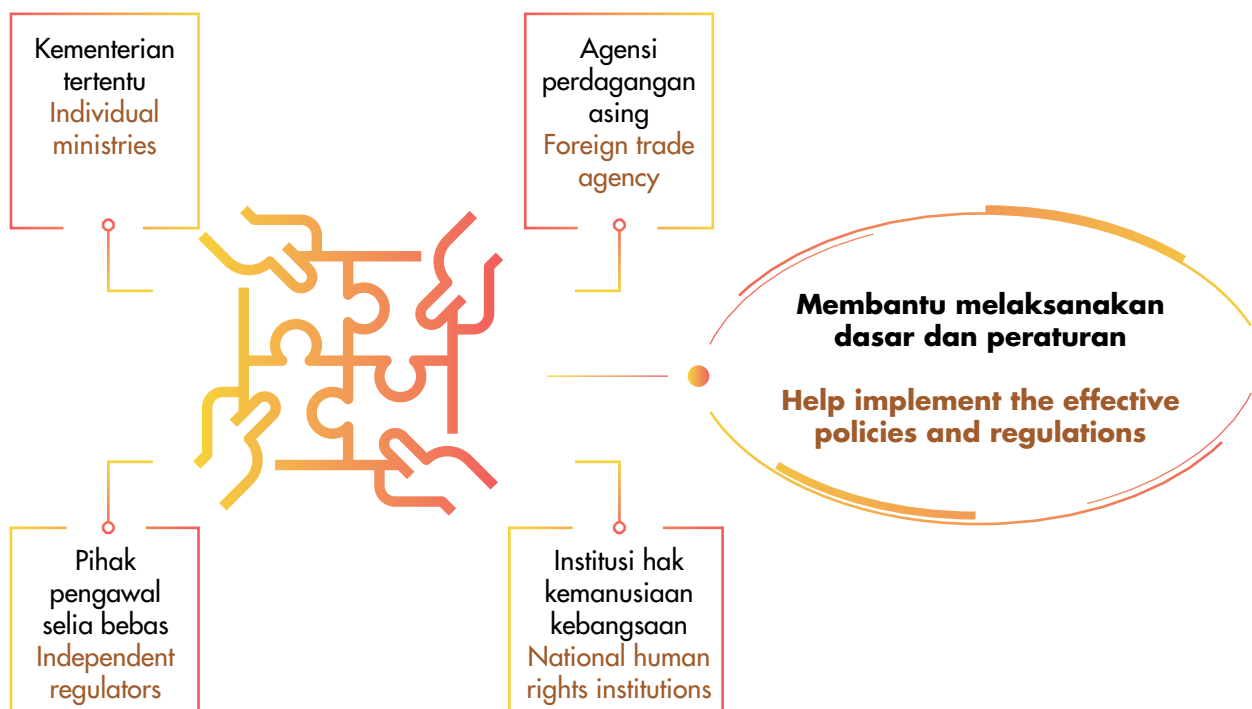 Kementerian
tertentu
Individual
ministries
Agensi
perdagangan
asing
Foreign trade
agency
Membantu melaksanakan
dasar dan peraturan
Help implement the effective
policies and regulations
Pihak
pengawal
selia bebas
Independent
regulators
Institusi hak
kemanusiaan
kebangsaan
National human
rights institutions